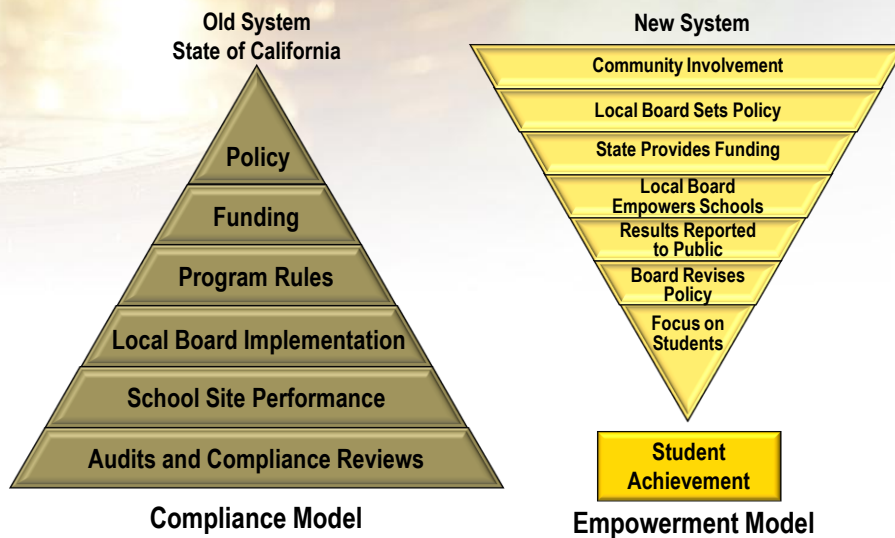 Old System
State of California
Policy
Funding
Program Rules
Local Board Implementation
School Site Performance
Audits and Compliance Reviews
Compliance Model
New System
Community Involvement
Local Board Sets Policy
State Provides Funding
Local Board
Empowers Schools
Results Reported
to Public
Board Revises
Policy
Focus on
Students
Student
Achievement
Empowerment Model